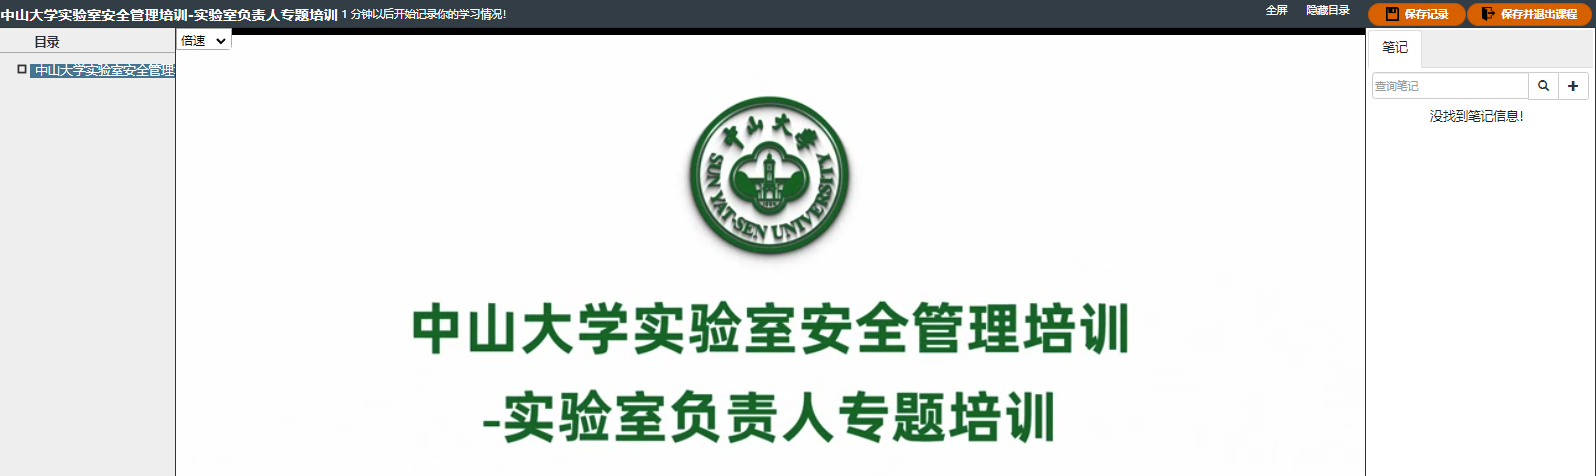 中山大学实验室安全管理培训-实验室负责人专题培训 1 分钟以后开始记录你的学习情况!
全屏
隐藏目录
保存记录
保存并退出课程
目录
倍速
笔记
中山大学实验室安全管理
查询笔记
没找到笔记信息!
中山大学
SUN YAT-SEN UNIVERSITY
中山大学实验室安全管理培训
-实验室负责人专题培训